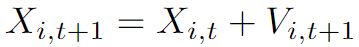 X_{i,t+1} = X_{i,t} + V_{i,t+1}